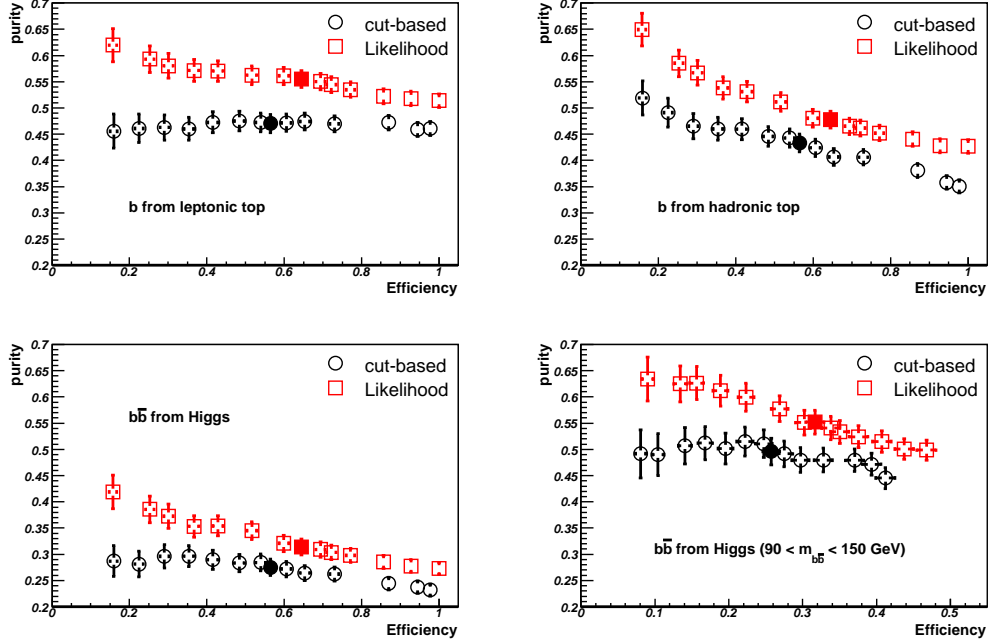 purity
0.7
0.65
0.6
0.55
0.5
0.45
0.4
0.35
0.3
0.25
0.2
cut-based
Likelihood
b from leptonic top
0 0.2 0.4 0.6 0.8 1
Efficiency
purity
0.7
0.65
0.6
0.55
0.5
0.45
0.4
0.35
0.3
0.25
0.2
cut-based
Likelihood
b from hadronic top
0 0.2 0.4 0.6 0.8 1
Efficiency
purity
0.7
0.65
0.6
0.55
0.5
0.45
0.4
0.35
0.3
0.25
0.2
cut-based
Likelihood
bb̅ from Higgs
0 0.2 0.4 0.6 0.8 1
Efficiency
purity
0.7
0.65
0.6
0.55
0.5
0.45
0.4
0.35
0.3
0.25
0.2
cut-based
Likelihood
bb̅ from Higgs (90 < m_bb̅ < 150 GeV)
0.1 0.2 0.3 0.4 0.5
Efficiency